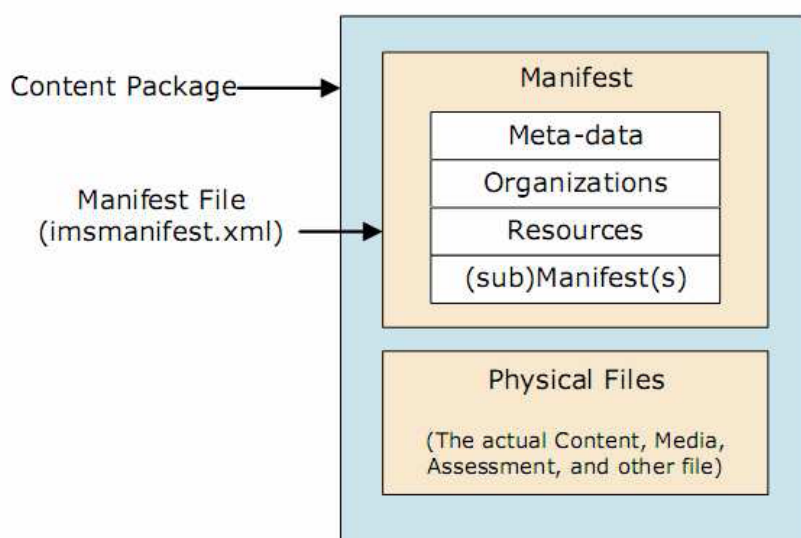 Content Package
Manifest File
(imsmanifest.xml)
Manifest
Meta-data
Organizations
Resources
(sub)Manifest(s)
Physical Files
(The actual Content, Media,
Assessment, and other file)